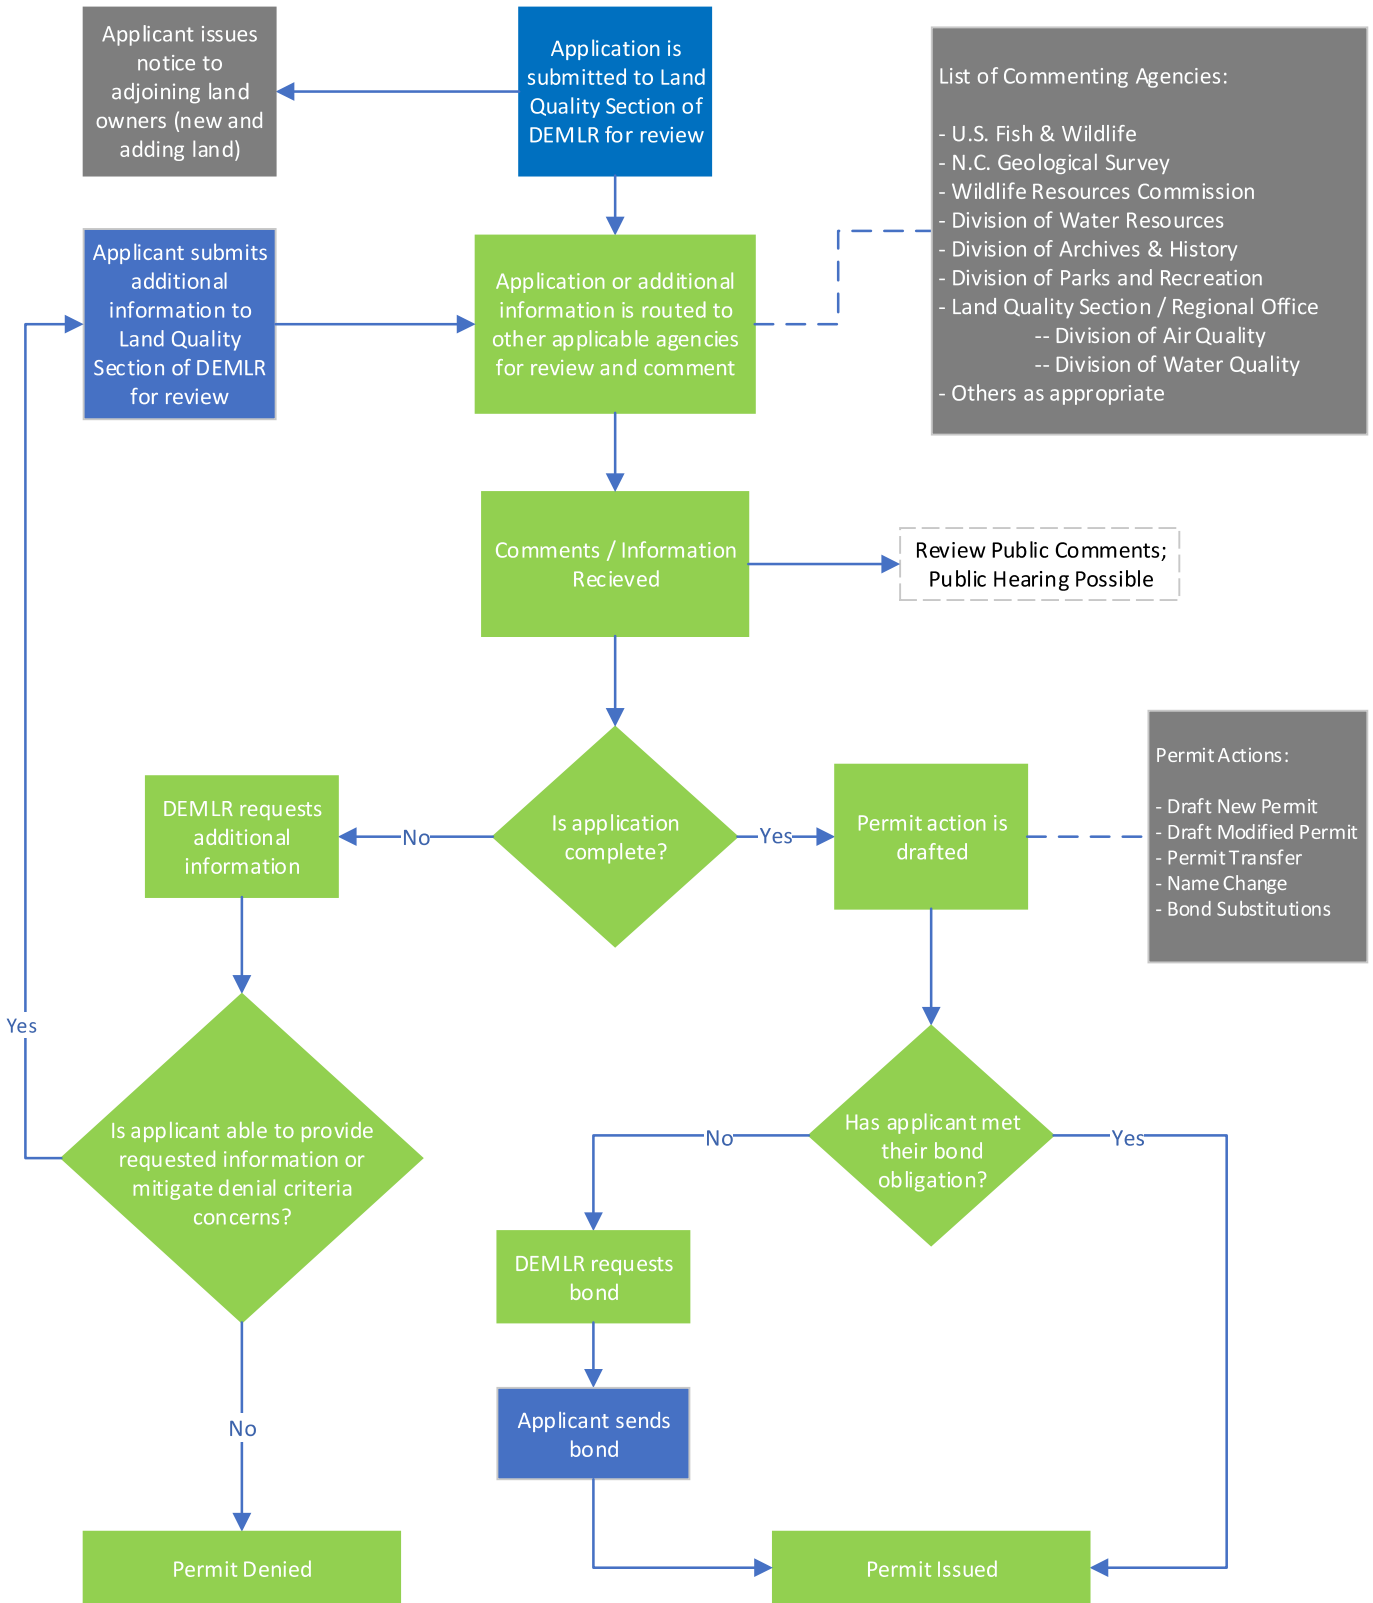 Applicant issues
notice to
adjoining land
owners (new and
adding land)
Application is
submitted to Land
Quality Section of
DEMLR for review
List of Commenting Agencies:
- U.S. Fish & Wildlife
- N.C. Geological Survey
- Wildlife Resources Commission
- Division of Water Resources
- Division of Archives & History
- Division of Parks and Recreation
- Land Quality Section / Regional Office
-- Division of Air Quality
-- Division of Water Quality
- Others as appropriate
Applicant submits
additional
information to
Land Quality
Section of DEMLR
for review
Application or additional
information is routed to
other applicable agencies
for review and comment
Comments / Information
Recieved
Review Public Comments;
Public Hearing Possible
DEMLR requests
additional
information
No
Is application
complete?
Yes
Permit action is
drafted
Permit Actions:
- Draft New Permit
- Draft Modified Permit
- Permit Transfer
- Name Change
- Bond Substitutions
Yes
Is applicant able to provide
requested information or
mitigate denial criteria
concerns?
No
Has applicant met
their bond
obligation?
Yes
DEMLR requests
bond
No
Applicant sends
bond
Permit Denied
Permit Issued